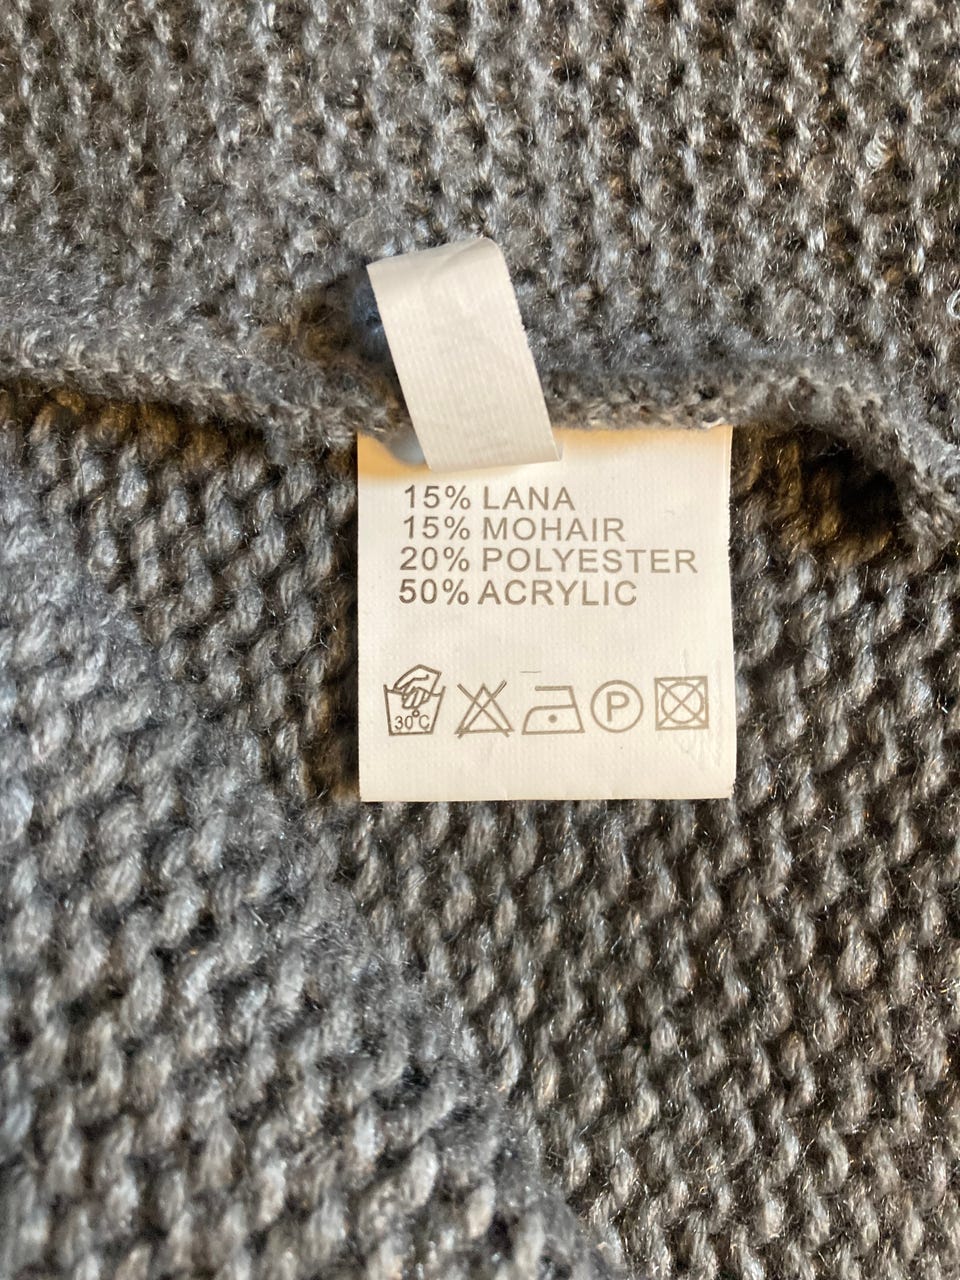 15% LANA
15% MOHAIR
20% POLYESTER
50% ACRYLIC
30°C P